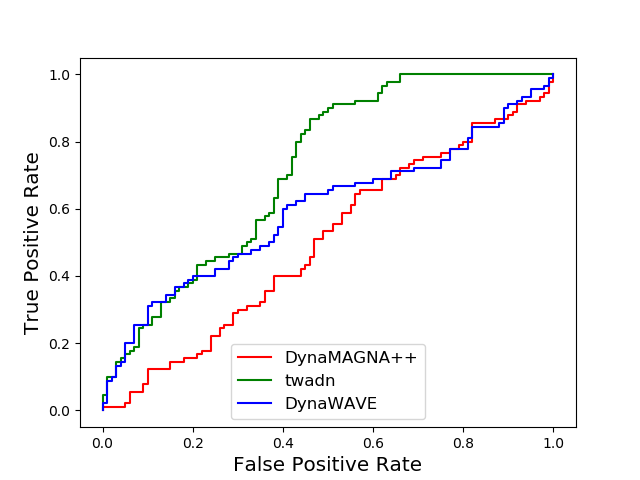 1.0
0.8
0.6
0.4
0.2
0.0
True Positive Rate
DynaMAGNA++
twadn
DynaWAVE
0.0 0.2 0.4 0.6 0.8 1.0
False Positive Rate